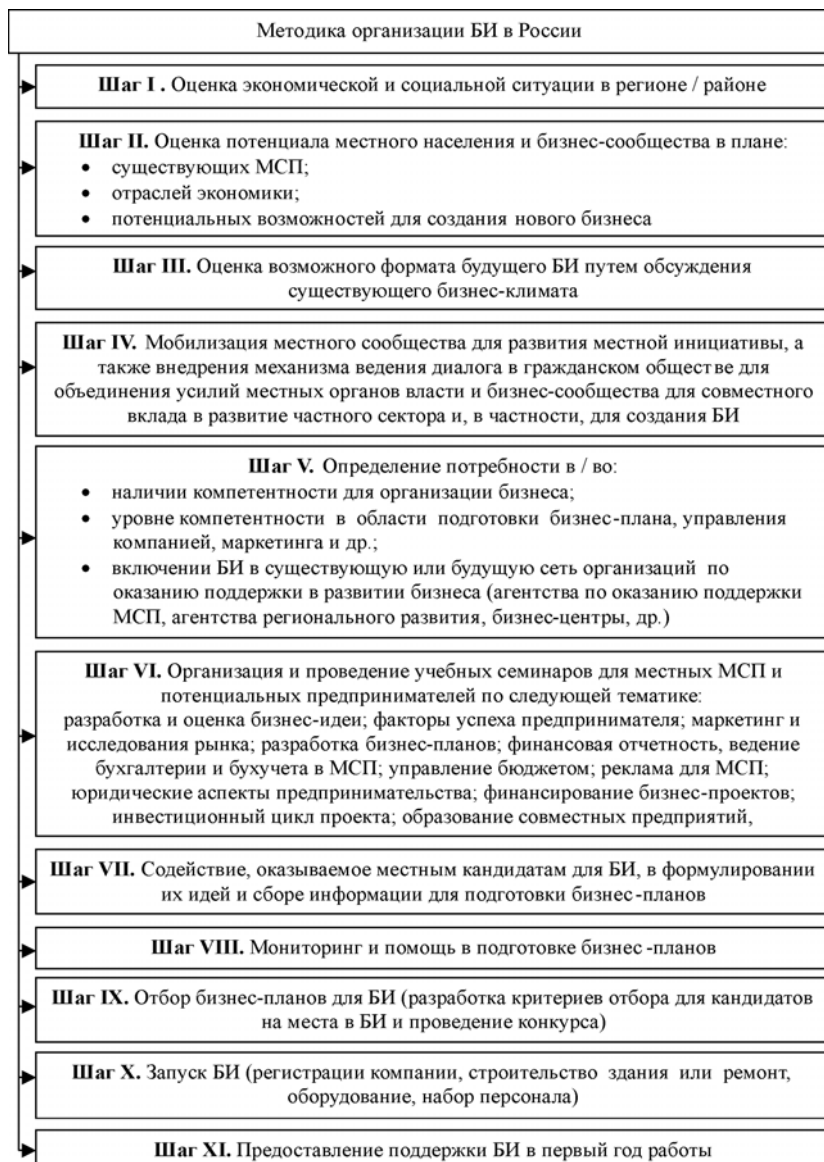 Методика организации БИ в России
Шаг I . Оценка экономической и социальной ситуации в регионе / районе
Шаг II. Оценка потенциала местного населения и бизнес-сообщества в плане:
• существующих МСП;
• отраслей экономики;
• потенциальных возможностей для создания нового бизнеса
Шаг III. Оценка возможного формата будущего БИ путем обсуждения
существующего бизнес-климата
Шаг IV. Мобилизация местного сообщества для развития местной инициативы, а
также внедрения механизма ведения диалога в гражданском обществе для
объединения усилий местных органов власти и бизнес-сообщества для совместного
вклада в развитие частного сектора и, в частности, для создания БИ
Шаг V. Определение потребности в / во:
• наличии компетентности для организации бизнеса;
• уровне компетентности в области подготовки бизнес-плана, управления
компанией, маркетинга и др.;
• включении БИ в существующую или будущую сеть организаций по
оказанию поддержки в развитии бизнеса (агентства по оказанию поддержки
МСП, агентства регионального развития, бизнес-центры, др.)
Шаг VI. Организация и проведение учебных семинаров для местных МСП и
потенциальных предпринимателей по следующей тематике:
разработка и оценка бизнес-идеи; факторы успеха предпринимателя; маркетинг и
исследования рынка; разработка бизнес-планов; финансовая отчетность, ведение
бухгалтерии и бухучета в МСП; управление бюджетом; реклама для МСП;
юридические аспекты предпринимательства; финансирование бизнес-проектов;
инвестиционный цикл проекта; образование совместных предприятий,
Шаг VII. Содействие, оказываемое местным кандидатам для БИ, в формулировании
их идей и сборе информации для подготовки бизнес-планов
Шаг VIII. Мониторинг и помощь в подготовке бизнес-планов
Шаг IX. Отбор бизнес-планов для БИ (разработка критериев отбора для кандидатов
на места в БИ и проведение конкурса)
Шаг X. Запуск БИ (регистрации компании, строительство здания или ремонт,
оборудование, набор персонала)
Шаг XI. Предоставление поддержки БИ в первый год работы